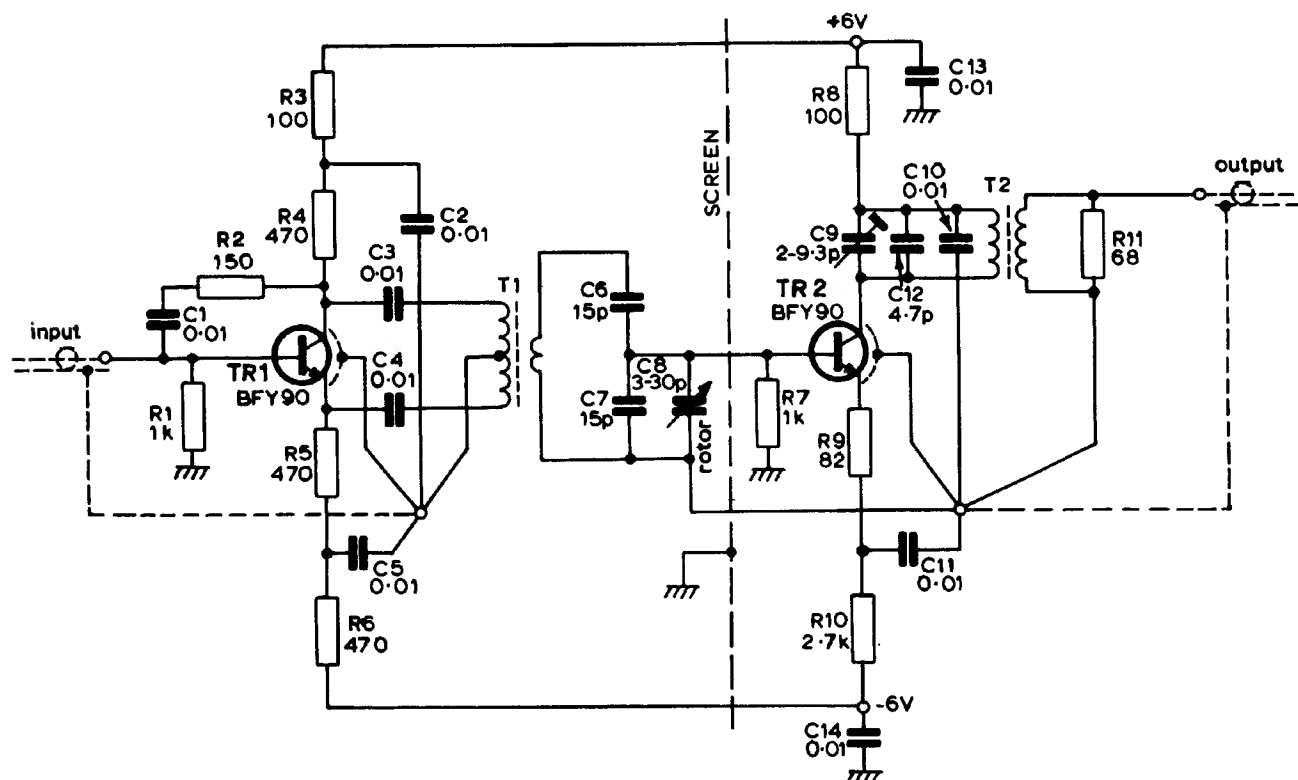 +6V
C13
0·01
R3
100
R8
100
SCREEN
output
C10
0·01
T2
R4
470
C2
0·01
R2
150
C3
0·01
C9
2-9·3p
R11
68
T1
C1
0·01
C6
15p
TR2
BFY90
C12
4·7p
input
TR1
BFY90
C4
0·01
C8
3-30p
C7
15p
rotor
R1
1k
R7
1k
R9
82
R5
470
C5
0·01
C11
0·01
R6
470
R10
2·7k
-6V
C14
0·01